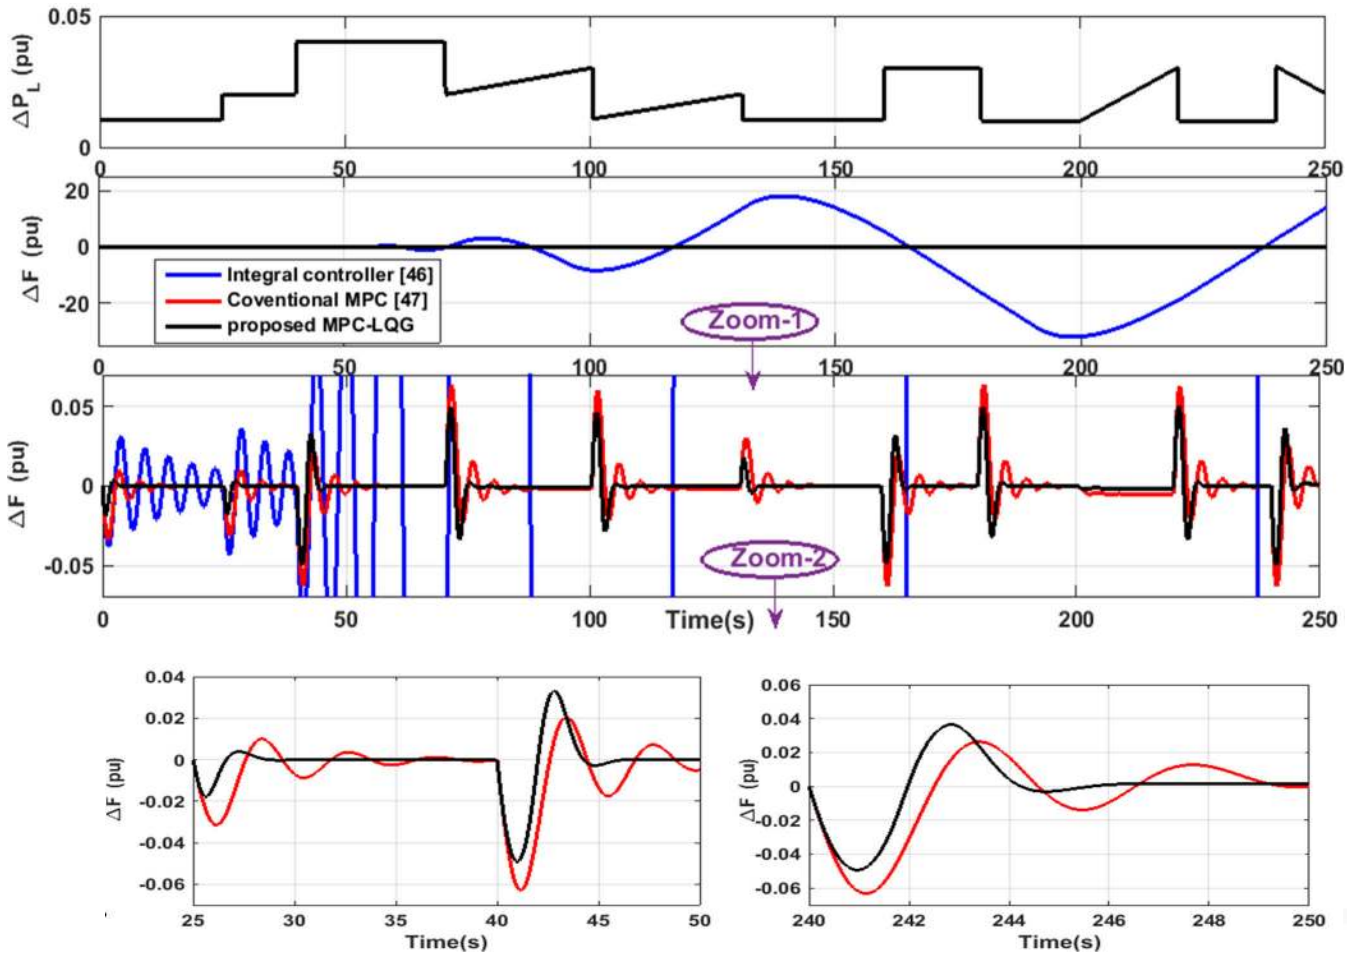 0.05
ΔP_L (pu)
0
0 50 100 150 200 250
20
ΔF (pu)
0
-20
Integral controller [46]
Coventional MPC [47]
proposed MPC-LQG
Zoom-1
0 50 100 150 200 250
0.05
ΔF (pu)
0
-0.05
Zoom-2
0 50 100 150 200 250
Time(s)
0.04
0.02
0
-0.02
-0.04
-0.06
ΔF (pu)
25 30 35 40 45 50
Time(s)
0.06
0.04
0.02
0
-0.02
-0.04
-0.06
ΔF (pu)
240 242 244 246 248 250
Time(s)